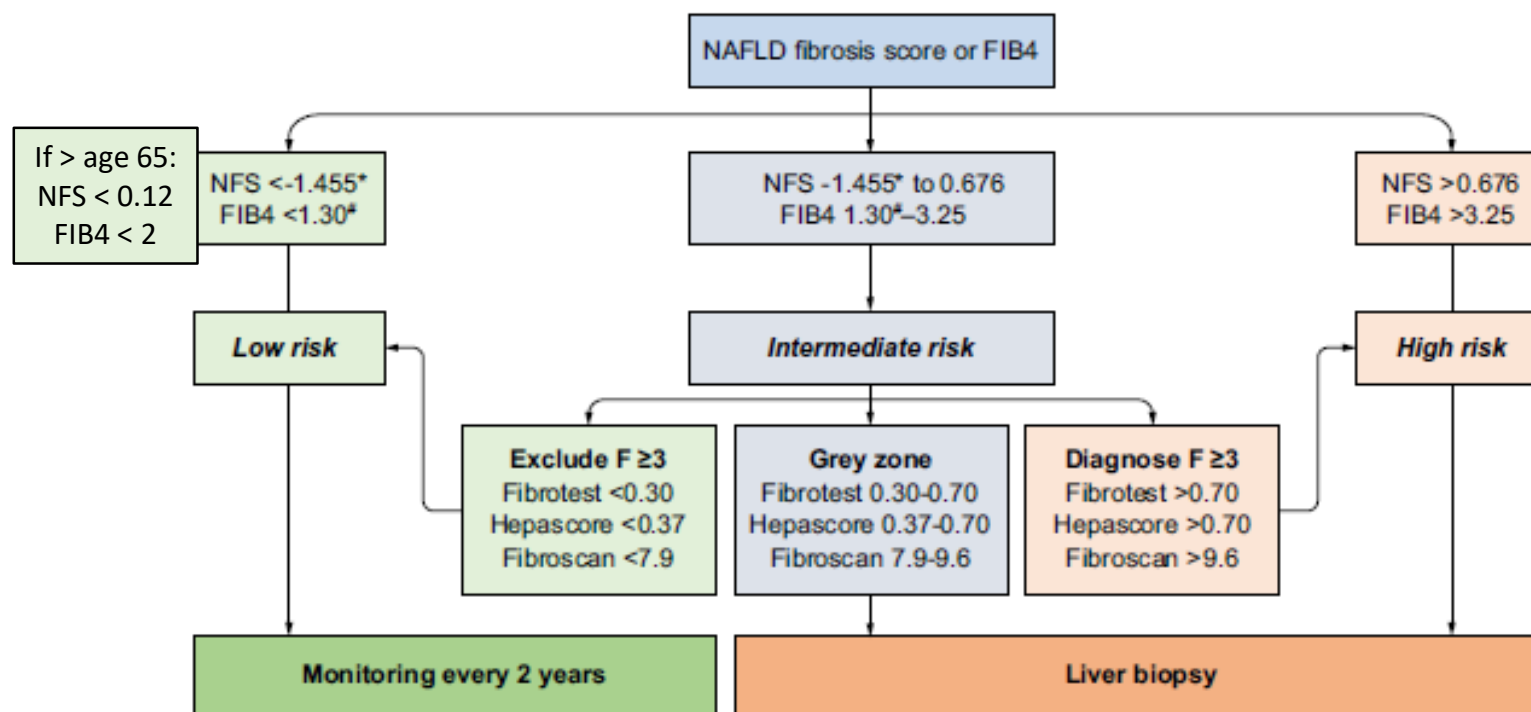 NAFLD fibrosis score or FIB4
If > age 65:
NFS < 0.12
FIB4 < 2
NFS <-1.455*
FIB4 <1.30#
NFS -1.455* to 0.676
FIB4 1.30#–3.25
NFS >0.676
FIB4 >3.25
Low risk
Intermediate risk
High risk
Exclude F ≥3
Fibrotest <0.30
Hepascore <0.37
Fibroscan <7.9
Grey zone
Fibrotest 0.30-0.70
Hepascore 0.37-0.70
Fibroscan 7.9-9.6
Diagnose F ≥3
Fibrotest >0.70
Hepascore >0.70
Fibroscan >9.6
Monitoring every 2 years
Liver biopsy